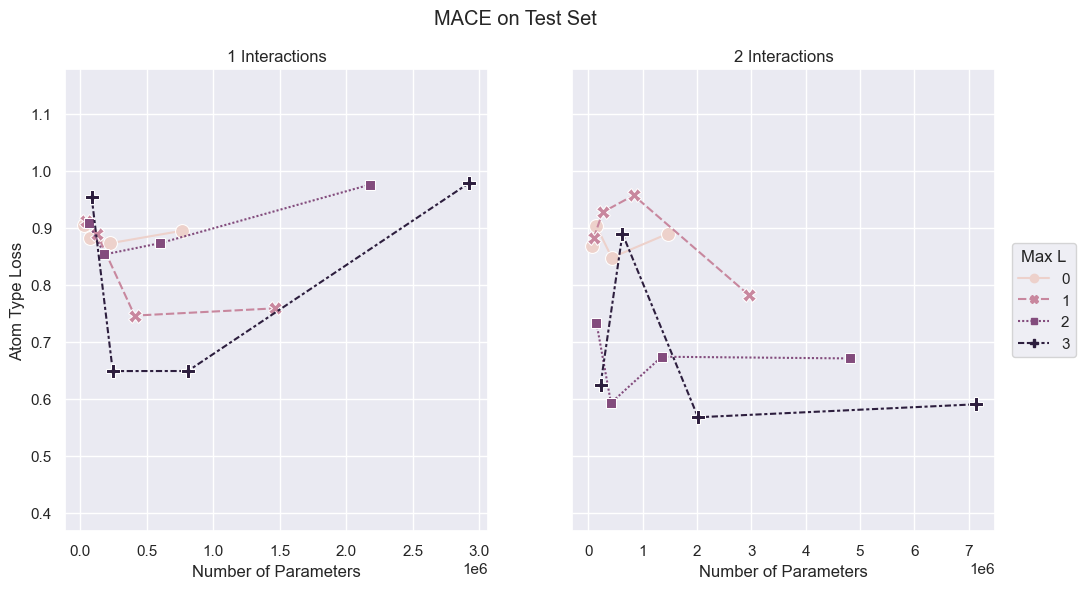 MACE on Test Set
1 Interactions
2 Interactions
Atom Type Loss
1.1
1.0
0.9
0.8
0.7
0.6
0.5
0.4
0.0 0.5 1.0 1.5 2.0 2.5 3.0
1e6
Number of Parameters
0 1 2 3 4 5 6 7
1e6
Number of Parameters
Max L
0
1
2
3